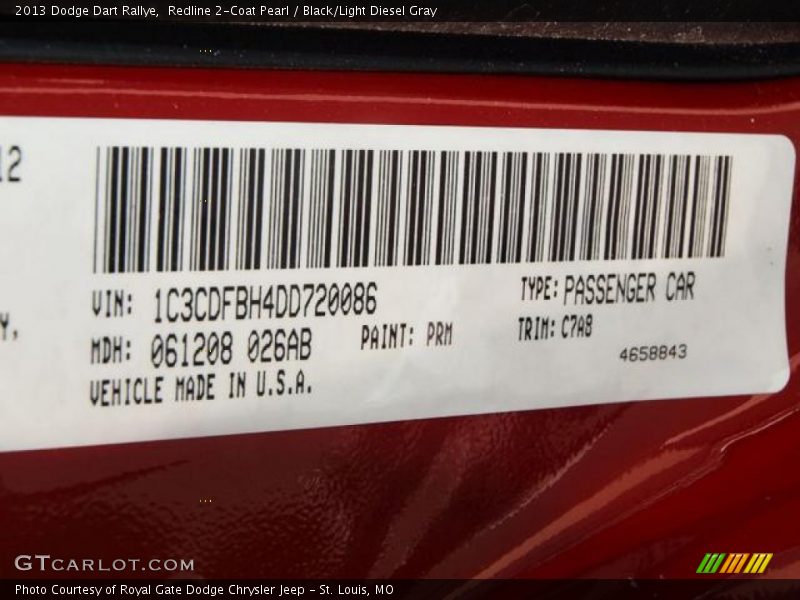 2013 Dodge Dart Rallye,  Redline 2-Coat Pearl / Black/Light Diesel Gray
12
VIN: 1C3CDFBH4DD720086
TYPE: PASSENGER CAR
Y,
MDH: 061208 026AB
PAINT: PRM
TRIM: C7A8
4658843
VEHICLE MADE IN U.S.A.
GTCARLOT.COM
Photo Courtesy of Royal Gate Dodge Chrysler Jeep - St. Louis, MO